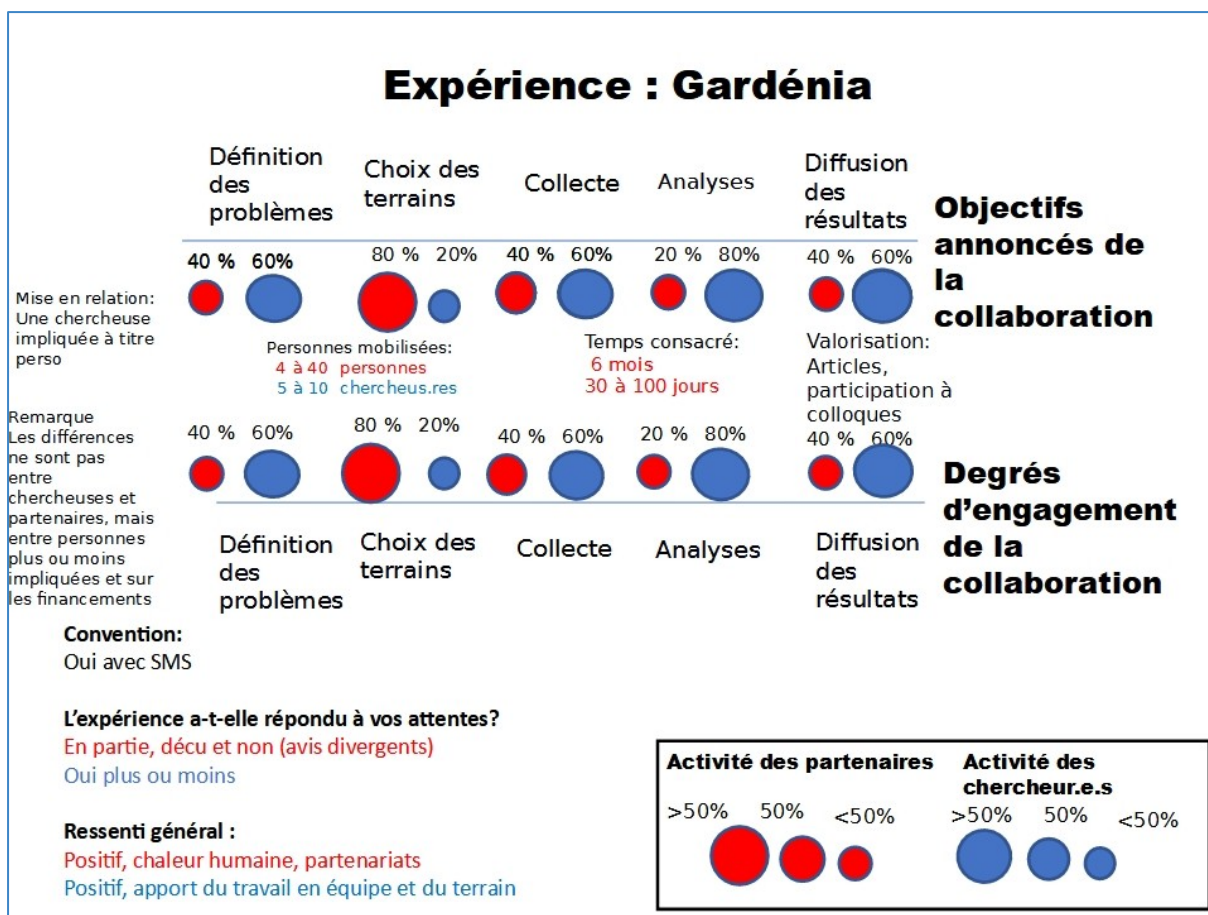 Expérience : Gardénia
Définition
des
problèmes
Choix des
terrains
Collecte
Analyses
Diffusion
des
résultats
Objectifs
annoncés de
la
collaboration
40 % 60%
80 % 20%
40 % 60%
20 % 80%
40 % 60%
Mise en relation:
Une chercheuse
impliquée à titre
perso
Personnes mobilisées:
4 à 40 personnes
5 à 10 chercheus.res
Temps consacré:
6 mois
30 à 100 jours
Valorisation:
Articles,
participation à
colloques
Remarque
Les différences
ne sont pas
entre
chercheuses et
partenaires, mais
entre personnes
plus ou moins
impliquées et sur
les financements
40 % 60%
80 % 20%
40 % 60%
20 % 80%
40 % 60%
Définition
des
problèmes
Choix des
terrains
Collecte
Analyses
Diffusion
des
résultats
Degrés
d’engagement
de la
collaboration
Convention:
Oui avec SMS
L’expérience a-t-elle répondu à vos attentes?
En partie, décu et non (avis divergents)
Oui plus ou moins
Ressenti général :
Positif, chaleur humaine, partenariats
Positif, apport du travail en équipe et du terrain
Activité des partenaires
>50% 50% <50%
Activité des
chercheur.e.s
>50% 50% <50%